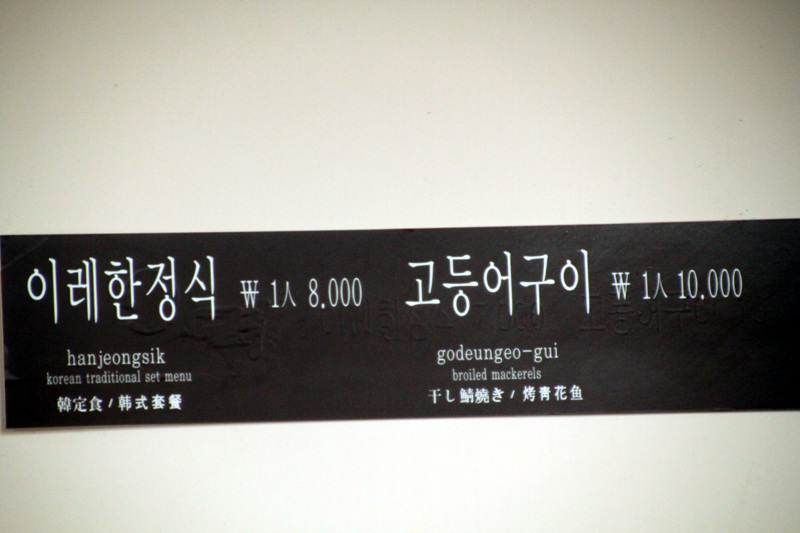 이레한정식 ₩ 1人 8,000
hanjeongsik
korean traditional set menu
韓定食 / 韩式套餐
고등어구이 ₩ 1人 10,000
godeungeo-gui
broiled mackerels
干し鯖燒き / 烤青花鱼